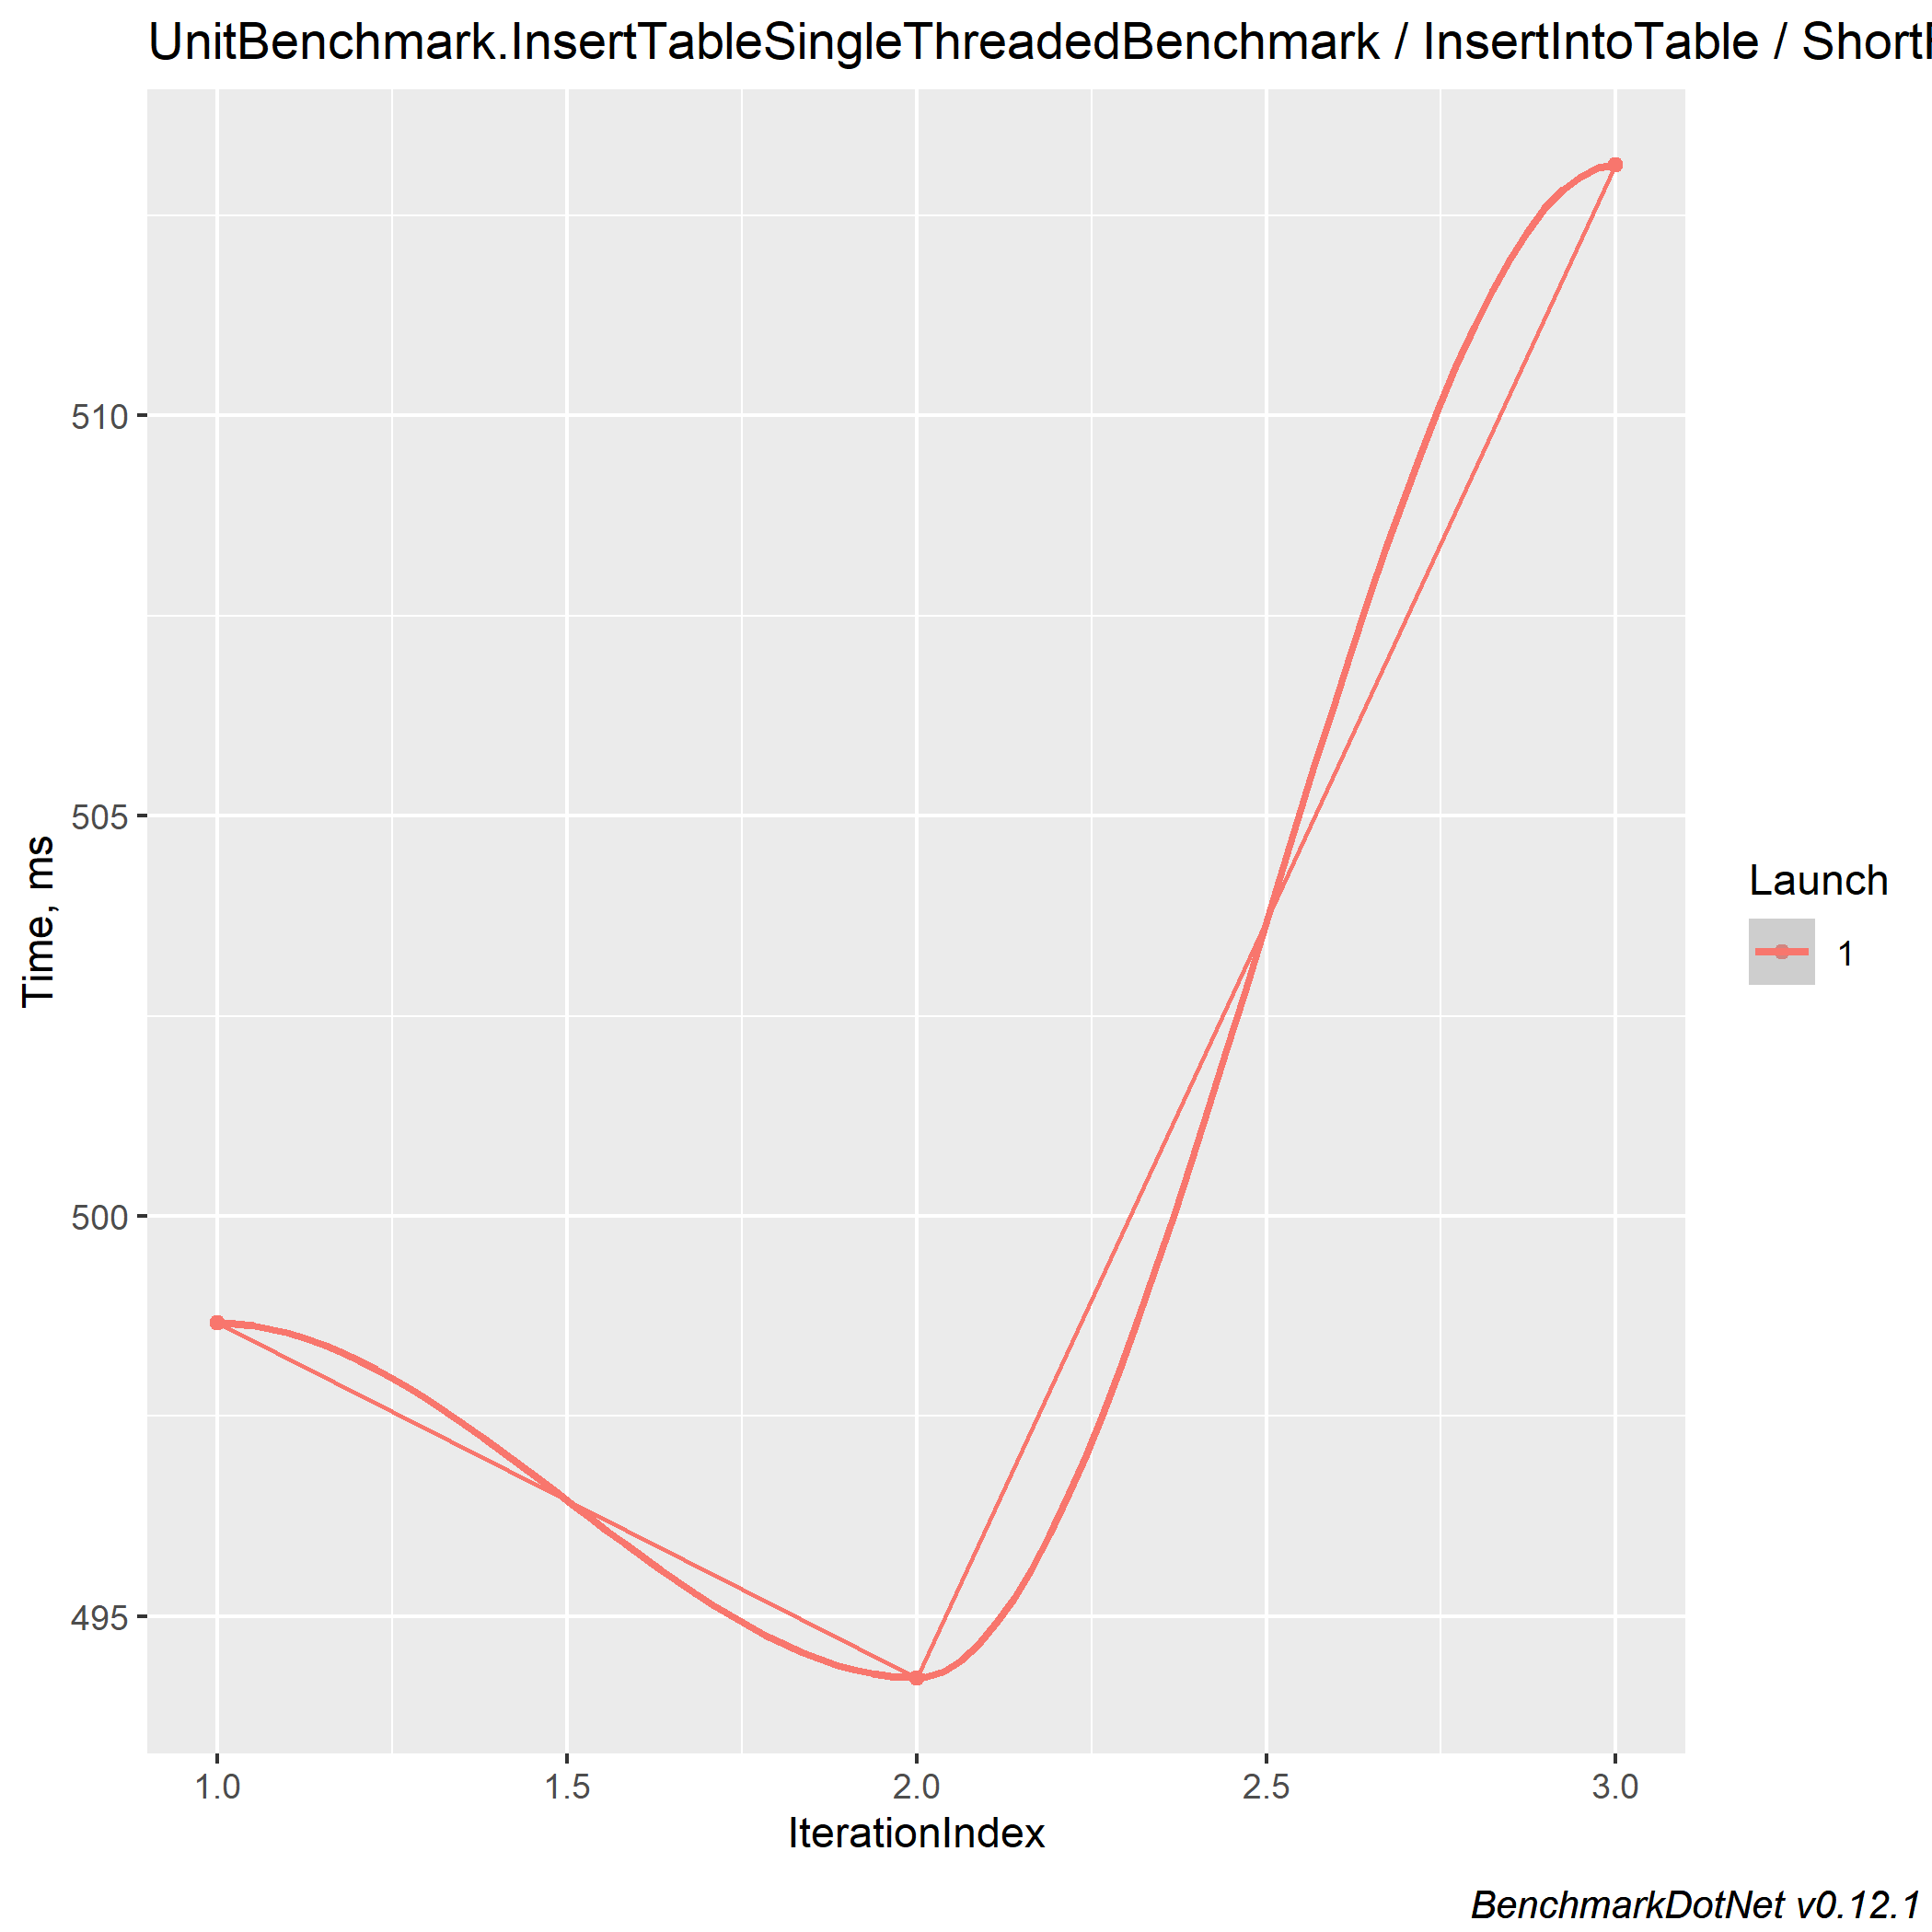 UnitBenchmark.InsertTableSingleThreadedBenchmark / InsertIntoTable / Short
Time, ms
510
505
500
495
1.0 1.5 2.0 2.5 3.0
IterationIndex
Launch
1
BenchmarkDotNet v0.12.1